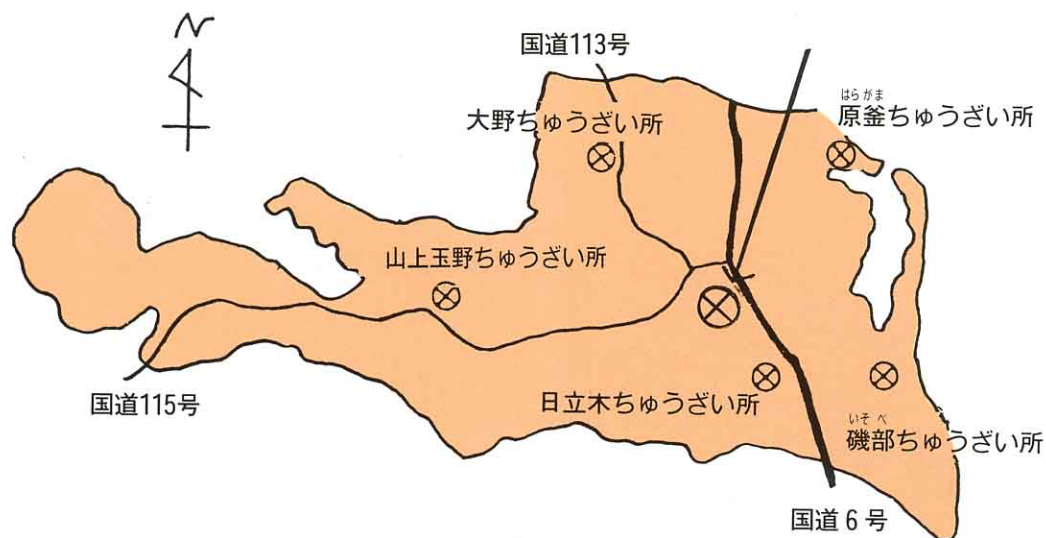 N
国道113号
大野ちゅうざい所
はらがま
原釜ちゅうざい所
山上玉野ちゅうざい所
国道115号
日立木ちゅうざい所
いそべ
磯部ちゅうざい所
国道6号